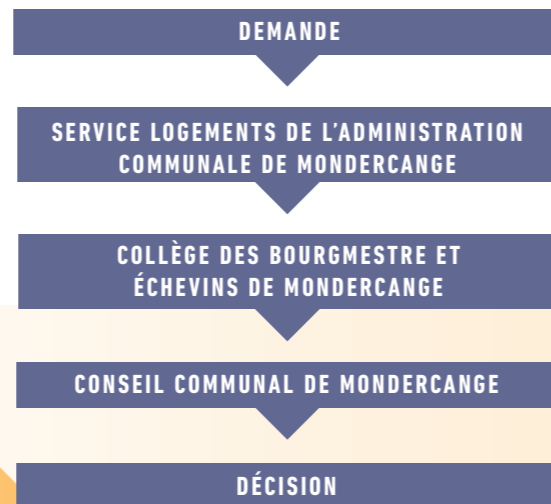 DEMANDE
SERVICE LOGEMENTS DE L'ADMINISTRATION
COMMUNALE DE MONDERCANGE
COLLÈGE DES BOURGMESTRE ET
ÉCHEVINS DE MONDERCANGE
CONSEIL COMMUNAL DE MONDERCANGE
DÉCISION